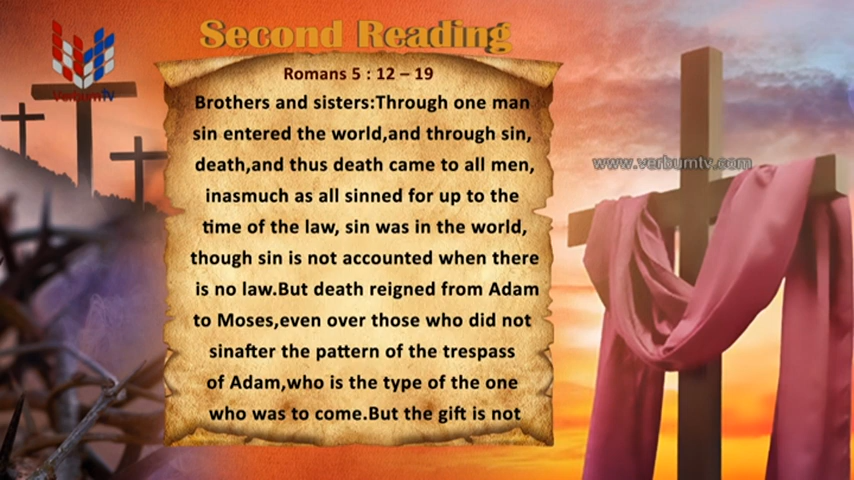 Second Reading
VerbumTV
Romans 5 : 12 – 19
Brothers and sisters:Through one man
sin entered the world,and through sin,
death,and thus death came to all men,
inasmuch as all sinned for up to the
time of the law, sin was in the world,
though sin is not accounted when there
is no law.But death reigned from Adam
to Moses,even over those who did not
sinafter the pattern of the trespass
of Adam,who is the type of the one
who was to come.But the gift is not
www.verbumtv.com